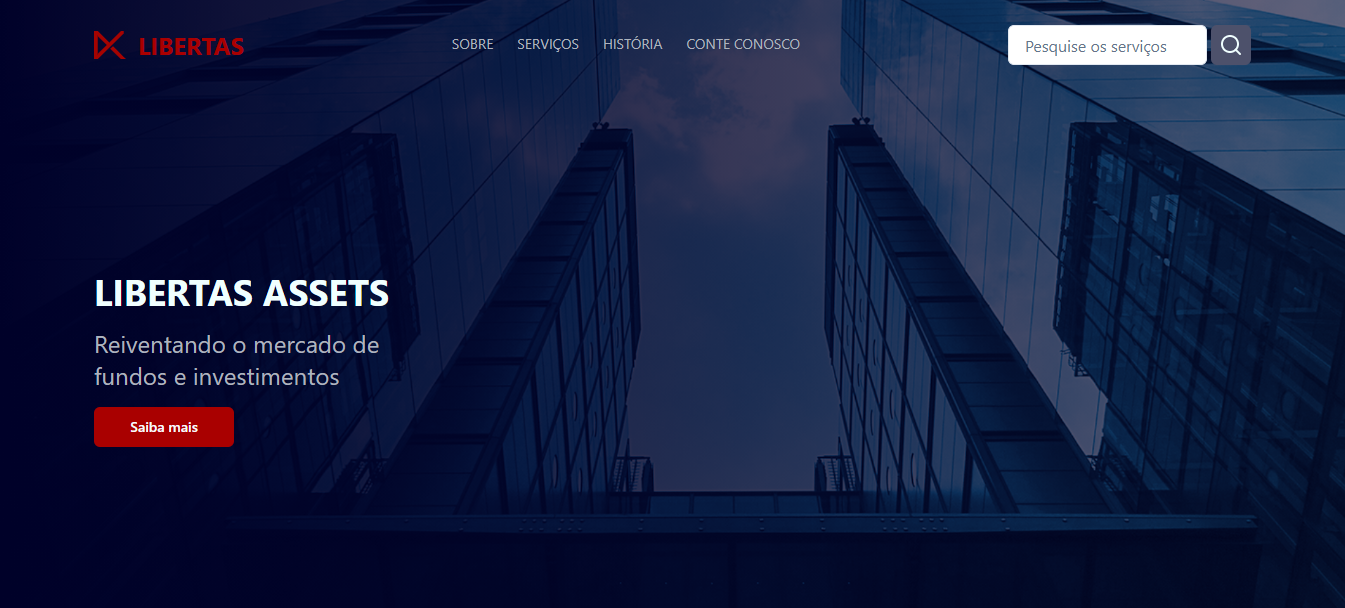 LIBERTAS
SOBRE
SERVIÇOS
HISTÓRIA
CONTE CONOSCO
Pesquise os serviços
LIBERTAS ASSETS
Reiventando o mercado de
fundos e investimentos
Saiba mais